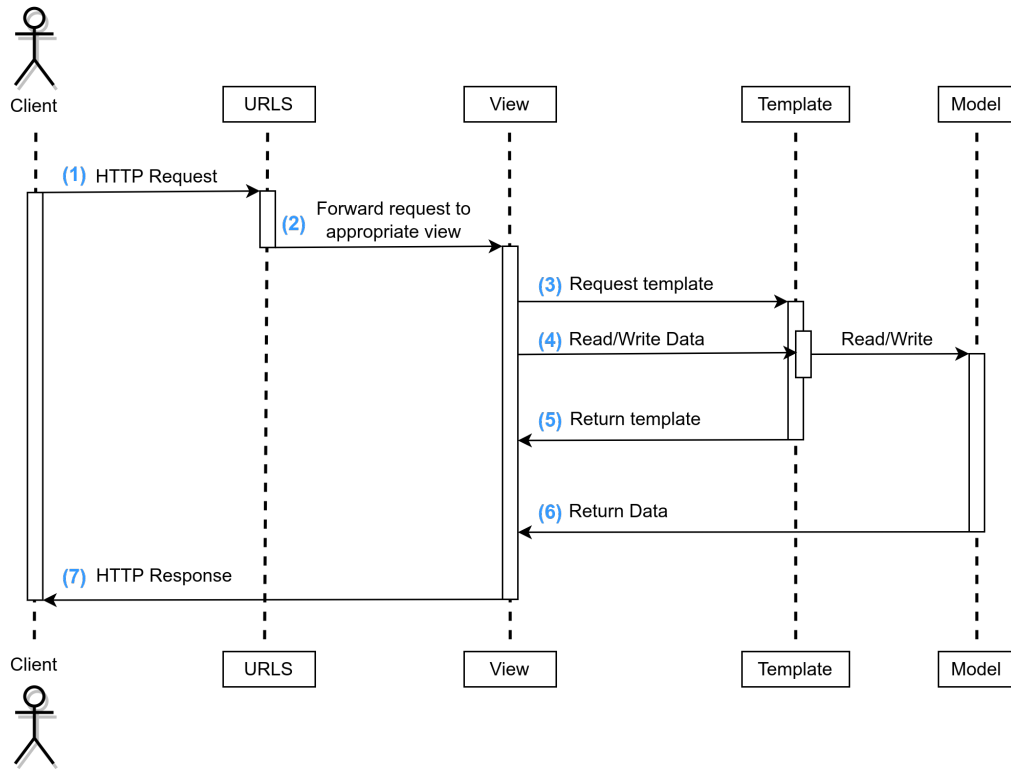 Client
URLS
View
Template
Model
(1) HTTP Request
(2) Forward request to
appropriate view
(3) Request template
(4) Read/Write Data
Read/Write
(5) Return template
(6) Return Data
(7) HTTP Response
Client
URLS
View
Template
Model